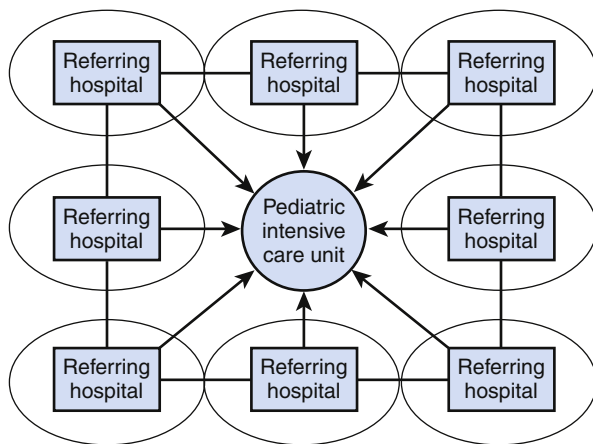 Referring
hospital
Referring
hospital
Referring
hospital
Referring
hospital
Pediatric
intensive
care unit
Referring
hospital
Referring
hospital
Referring
hospital
Referring
hospital